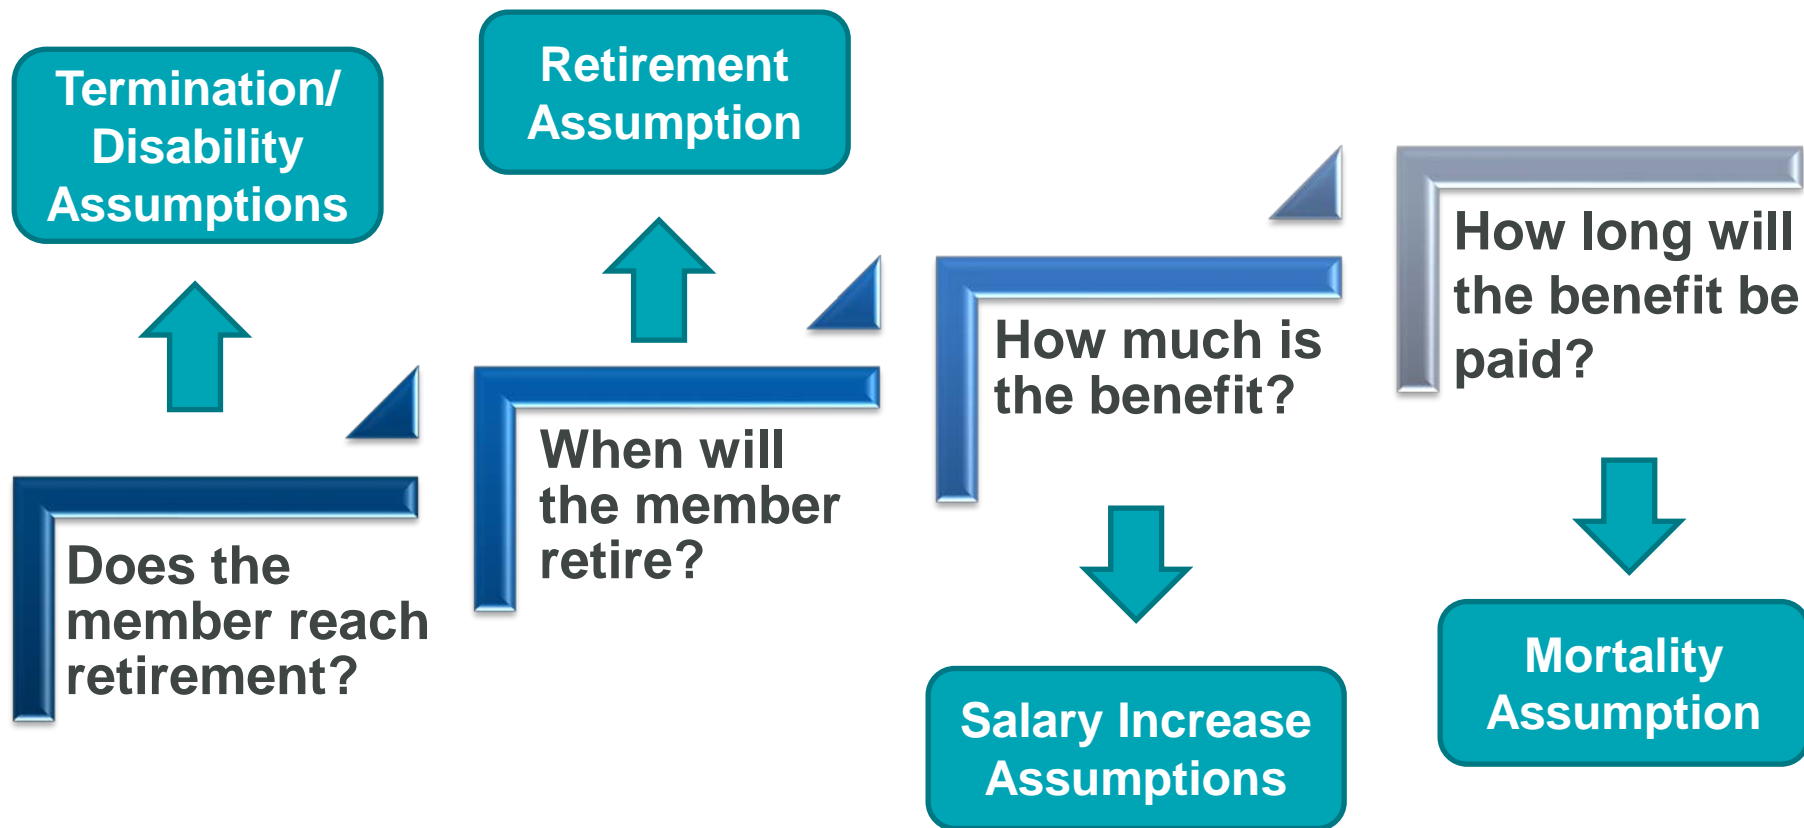 Termination/
Disability
Assumptions
Retirement
Assumption
Does the
member reach
retirement?
When will
the member
retire?
How much is
the benefit?
How long will
the benefit be
paid?
Salary Increase
Assumptions
Mortality
Assumption